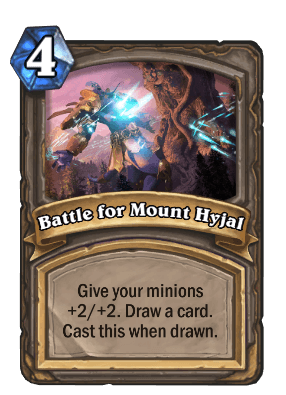 4
Battle for Mount Hyjal
Give your minions
+2/+2. Draw a card.
Cast this when drawn.